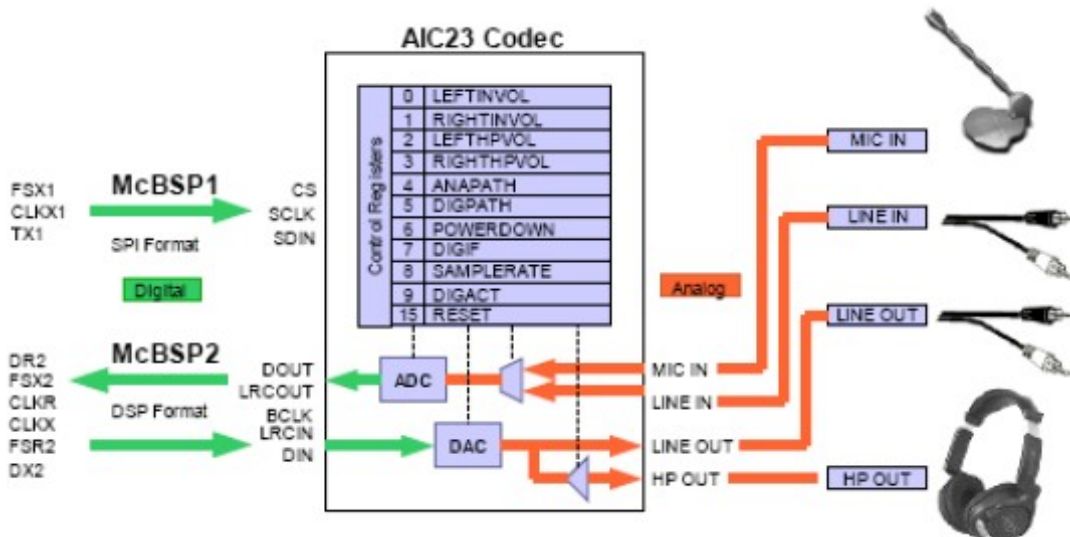 AIC23 Codec
Control Registers
0 LEFTINVOL
1 RIGHTINVOL
2 LEFTHPVOL
3 RIGHTHPVOL
4 ANAPATH
5 DIGPATH
6 POWERDOWN
7 DIGIF
8 SAMPLERATE
9 DIGACT
15 RESET
McBSP1
FSX1
CLKX1
TX1
SPI Format
CS
SCLK
SDIN
Digital
Analog
McBSP2
DR2
FSX2
CLKR
CLKX
FSR2
DX2
DSP Format
DOUT
LRCOUT
BCLK
LRCIN
DIN
ADC
DAC
MIC IN
LINE IN
LINE OUT
HP OUT
MIC IN
LINE IN
LINE OUT
HP OUT